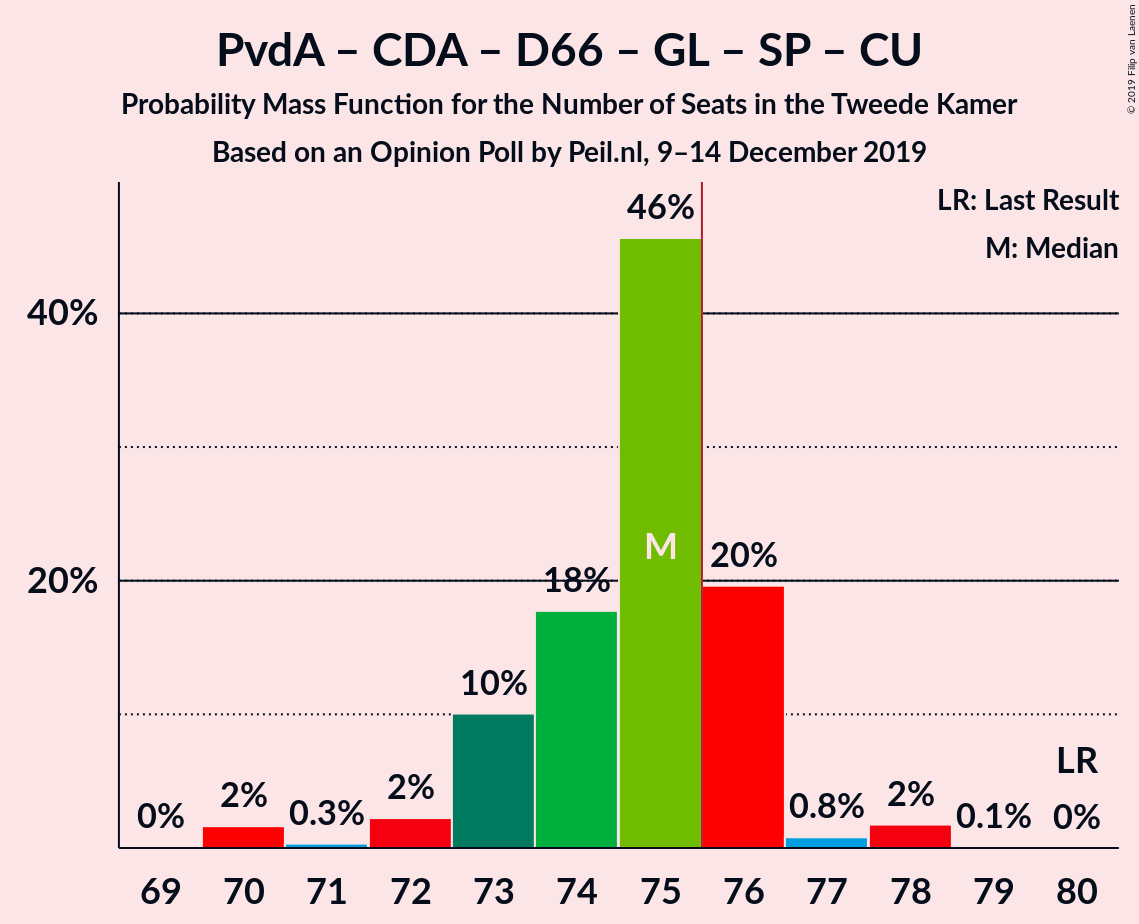 PvdA – CDA – D66 – GL – SP – CU
Probability Mass Function for the Number of Seats in the Tweede Kamer
Based on an Opinion Poll by Peil.nl, 9–14 December 2019
© 2019 Filip van Laenen
LR: Last Result
M: Median
46%
40%
M
20%
20%
18%
10%
LR
0%
2%
0.3%
2%
0.8%
2%
0.1%
0%
69 70 71 72 73 74 75 76 77 78 79 80